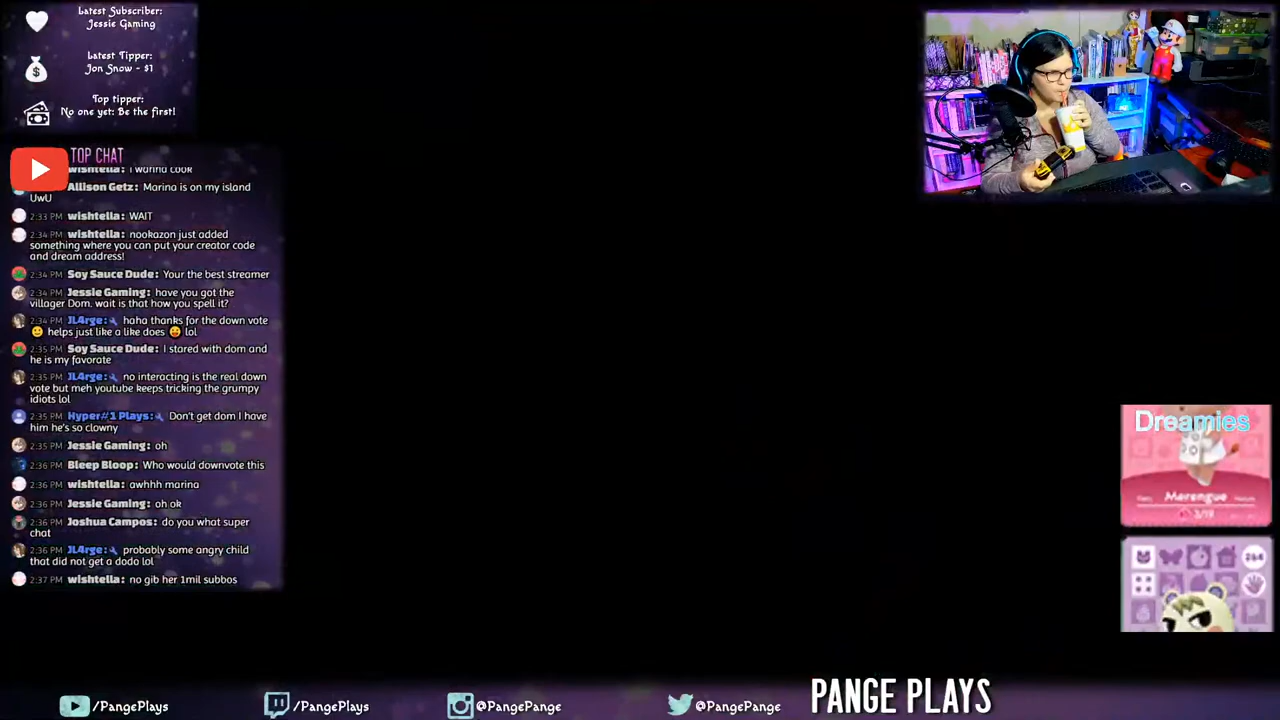 Latest Subscriber:
Jessie Gaming
Latest Tipper:
Jon Snow - $1
Top tipper:
No one yet: Be the first!
TOP CHAT
wishtella: I wanna cook
Allison Getz: Marina is on my island
UwU
2:33 PM wishtella: WAIT
2:34 PM wishtella: nookazon just added
something where you can put your creator code
and dream address!
2:34 PM Soy Sauce Dude: Your the best streamer
2:34 PM Jessie Gaming: have you got the
villager Dom. wait is that how you spell it?
2:34 PM JL4rge: haha thanks for the down vote
🙂 helps just like a like does 😛 lol
2:35 PM Soy Sauce Dude: I stared with dom and
he is my favorate
2:35 PM JL4rge: no interacting is the real down
vote but meh youtube keeps tricking the grumpy
idiots lol
2:35 PM Hyper#1 Plays: Don't get dom I have
him he's so clowny
2:35 PM Jessie Gaming: oh
2:36 PM Bleep Bloop: Who would downvote this
2:36 PM wishtella: awhhh marina
2:36 PM Jessie Gaming: oh ok
2:36 PM Joshua Campos: do you what super
chat
2:36 PM JL4rge: probably some angry child
that did not get a dodo lol
2:37 PM wishtella: no gib her 1mil subbos
Dreamies
Merengue
/PangePlays
/PangePlays
@PangePange
@PangePange
PANGE PLAYS